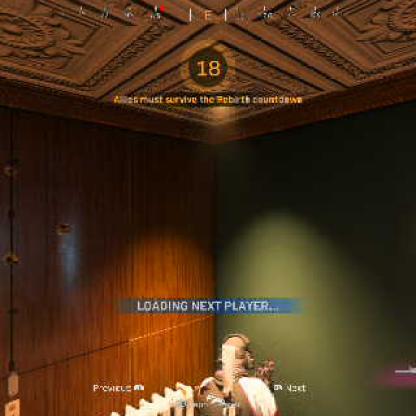 E
18
Allies must survive the Rebirth countdown
LOADING NEXT PLAYER...
Previous
Next